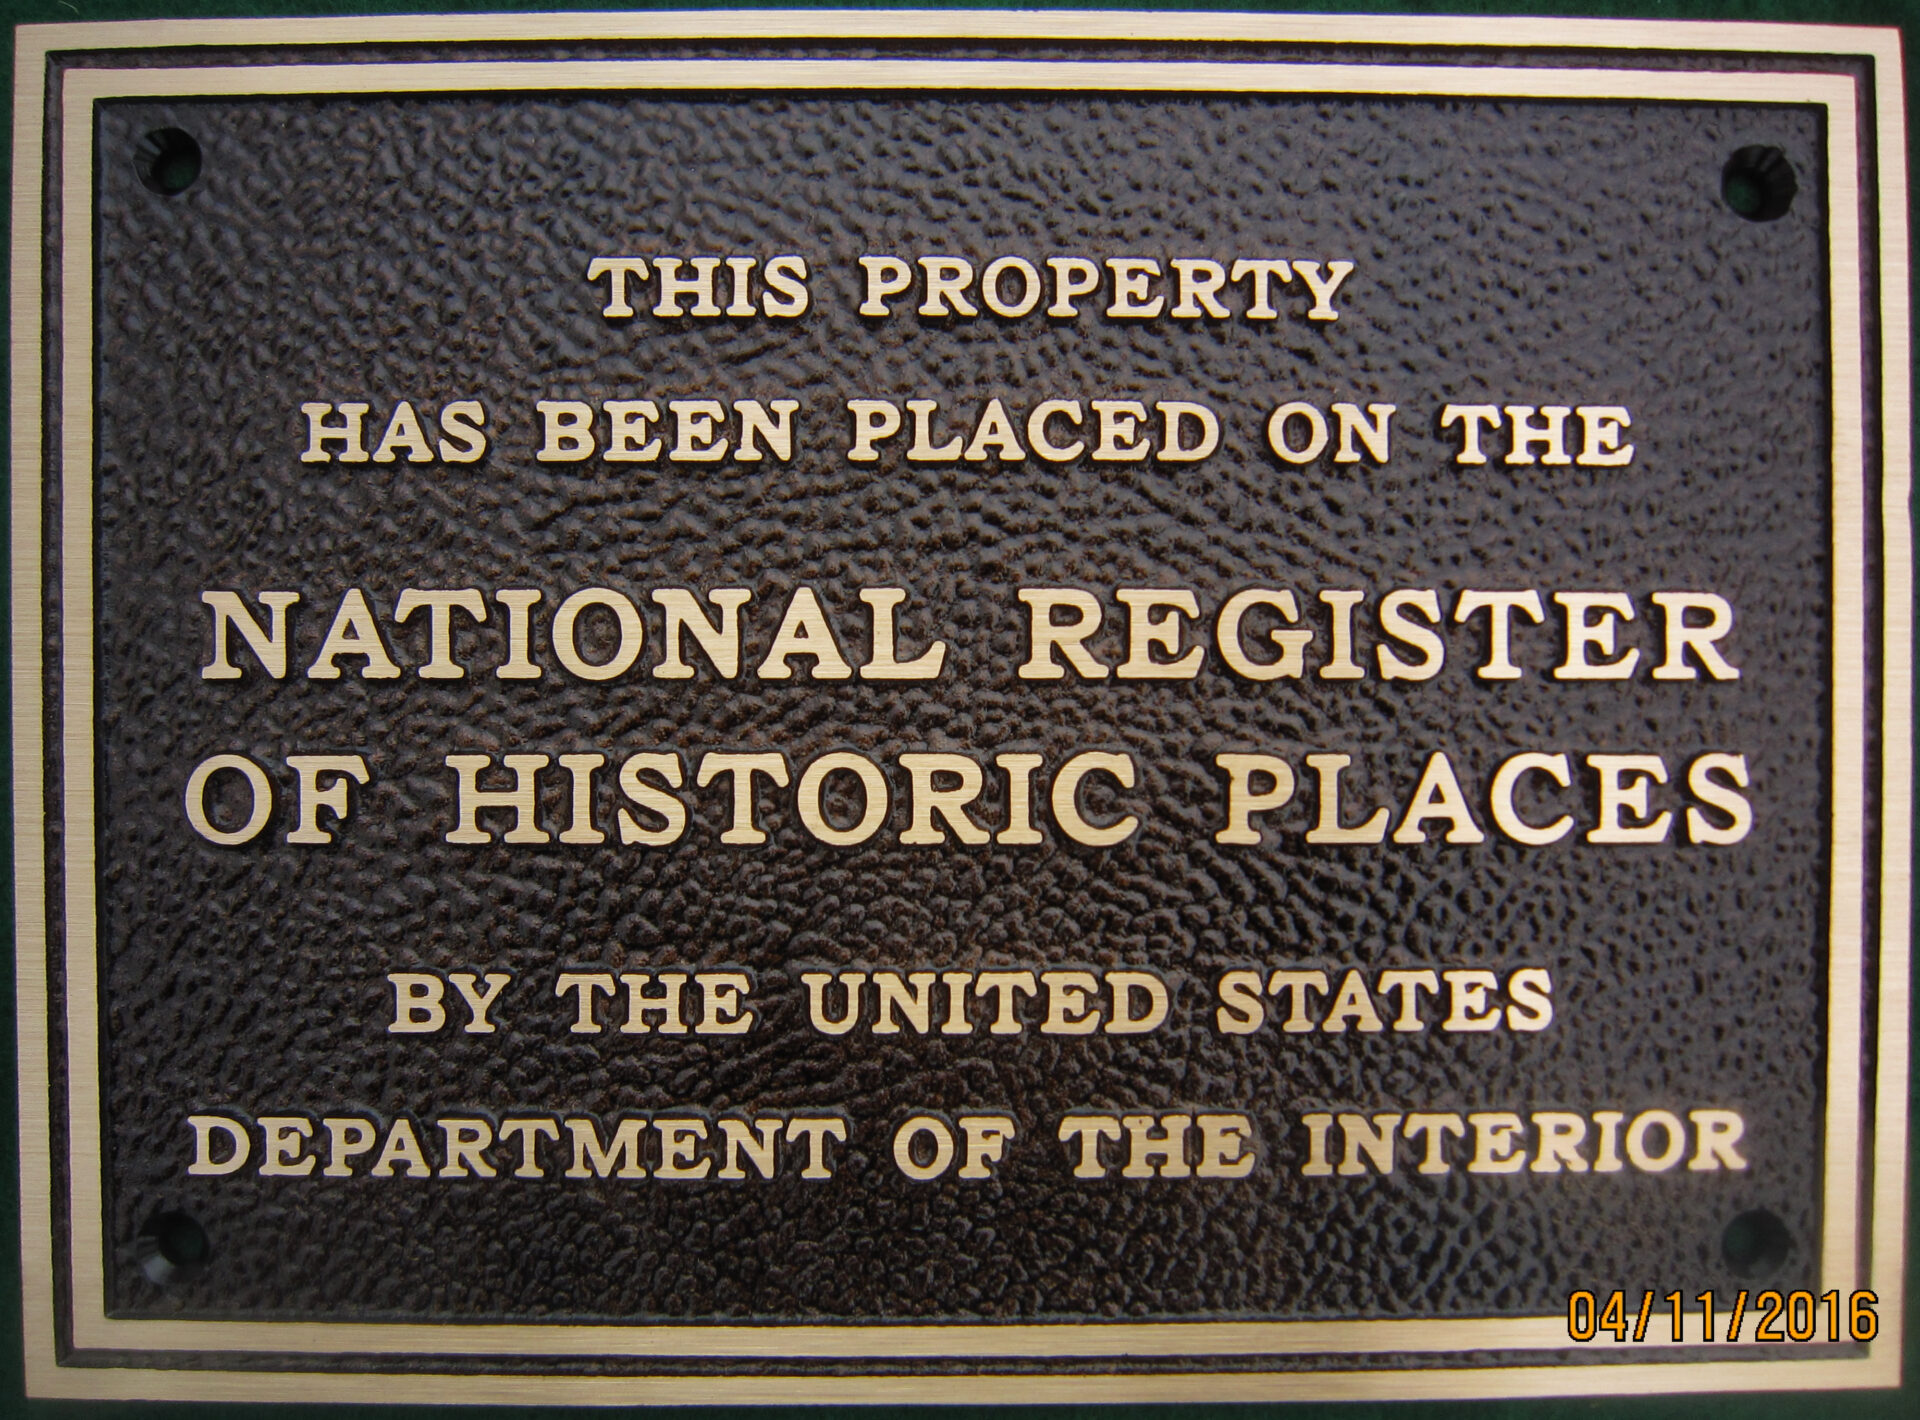 THIS PROPERTY
HAS BEEN PLACED ON THE
NATIONAL REGISTER
OF HISTORIC PLACES
BY THE UNITED STATES
DEPARTMENT OF THE INTERIOR
04/11/2016